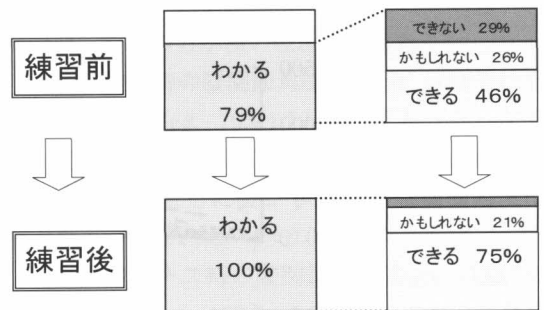 練習前
わかる
79%
できない 29%
かもしれない 26%
できる 46%
練習後
わかる
100%
かもしれない 21%
できる 75%